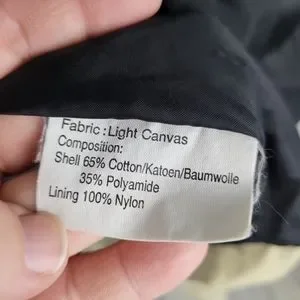 Fabric : Light Canvas
Composition:
Shell 65% Cotton/Katoen/Baumwolle
35% Polyamide
Lining 100% Nylon